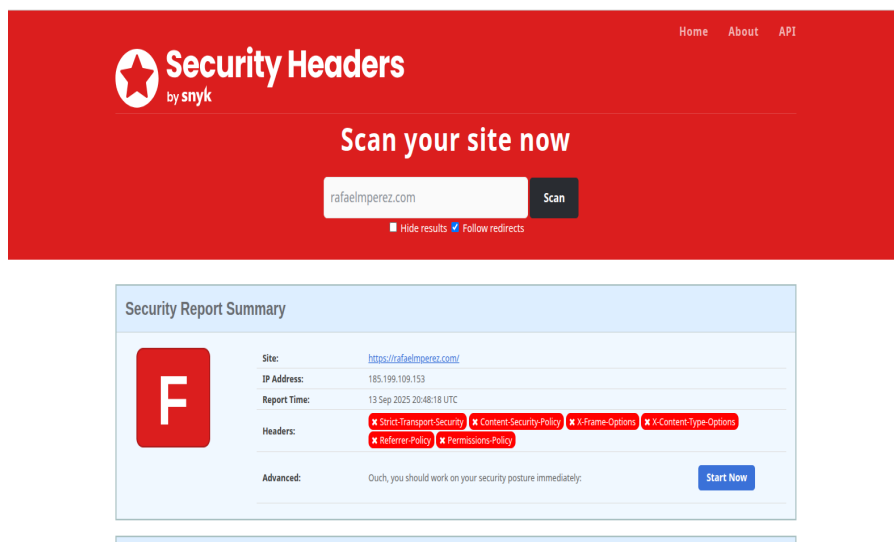 Home About API
Security Headers
by snyk
Scan your site now
rafaelmperez.com Scan
Hide results Follow redirects
Security Report Summary
F
Site: https://rafaelmperez.com/
IP Address: 185.199.109.153
Report Time: 13 Sep 2025 20:48:18 UTC
Headers: Strict-Transport-Security Content-Security-Policy X-Frame-Options X-Content-Type-Options
Referrer-Policy Permissions-Policy
Advanced: Ouch, you should work on your security posture immediately: Start Now